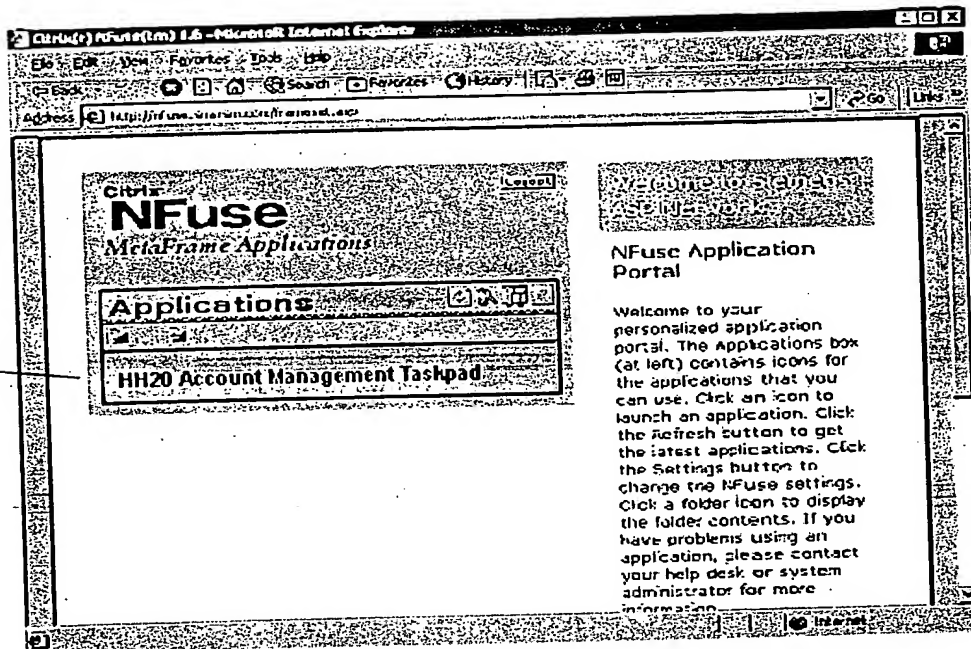 Citrix(r) NFuse(tm) 1.6 - Microsoft Internet Explorer
Edit View Favorites Tools Help
Back Search Favorites History
Address Go Links
Citrix
NFuse
Logout
MetaFrame Applications
Applications
HH20 Account Management Taskpad
Welcome to
NFuse Application
Portal
Welcome to your
personalized application
portal. The Applications box
(at left) contains icons for
the applications that you
can use. Click an icon to
launch an application. Click
the Refresh button to get
the latest applications. Click
the Settings button to
change the NFuse settings.
Click a folder icon to display
the folder contents. If you
have problems using an
application, please contact
your help desk or system
administrator for more
information
Internet